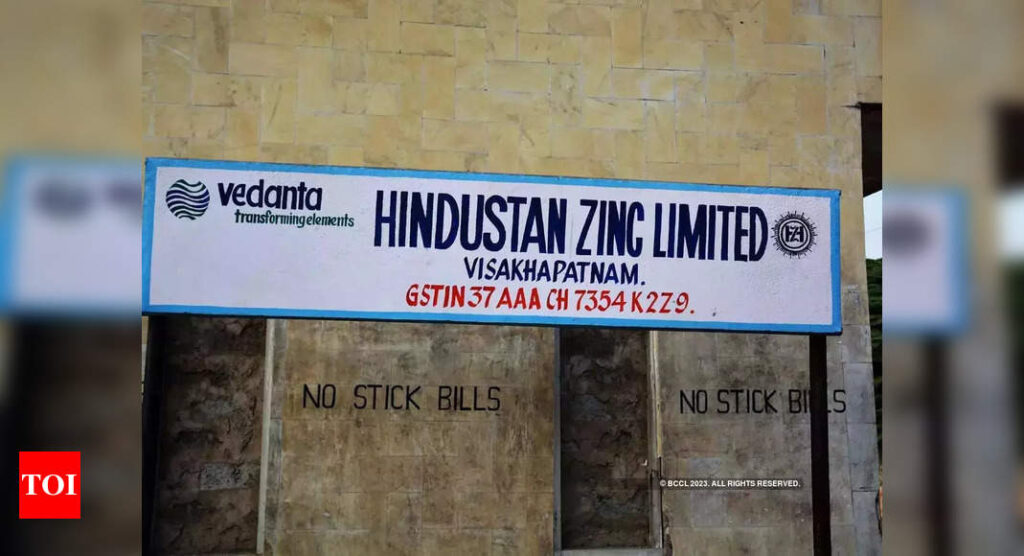 vedanta
transforming elements
HINDUSTAN ZINC LIMITED
VISAKHAPATNAM.
GSTIN 37 AAA CH 7354 K2Z9.
NO STICK BILLS
NO STICK BILLS
TOI
© BCCL 2023. ALL RIGHTS RESERVED.